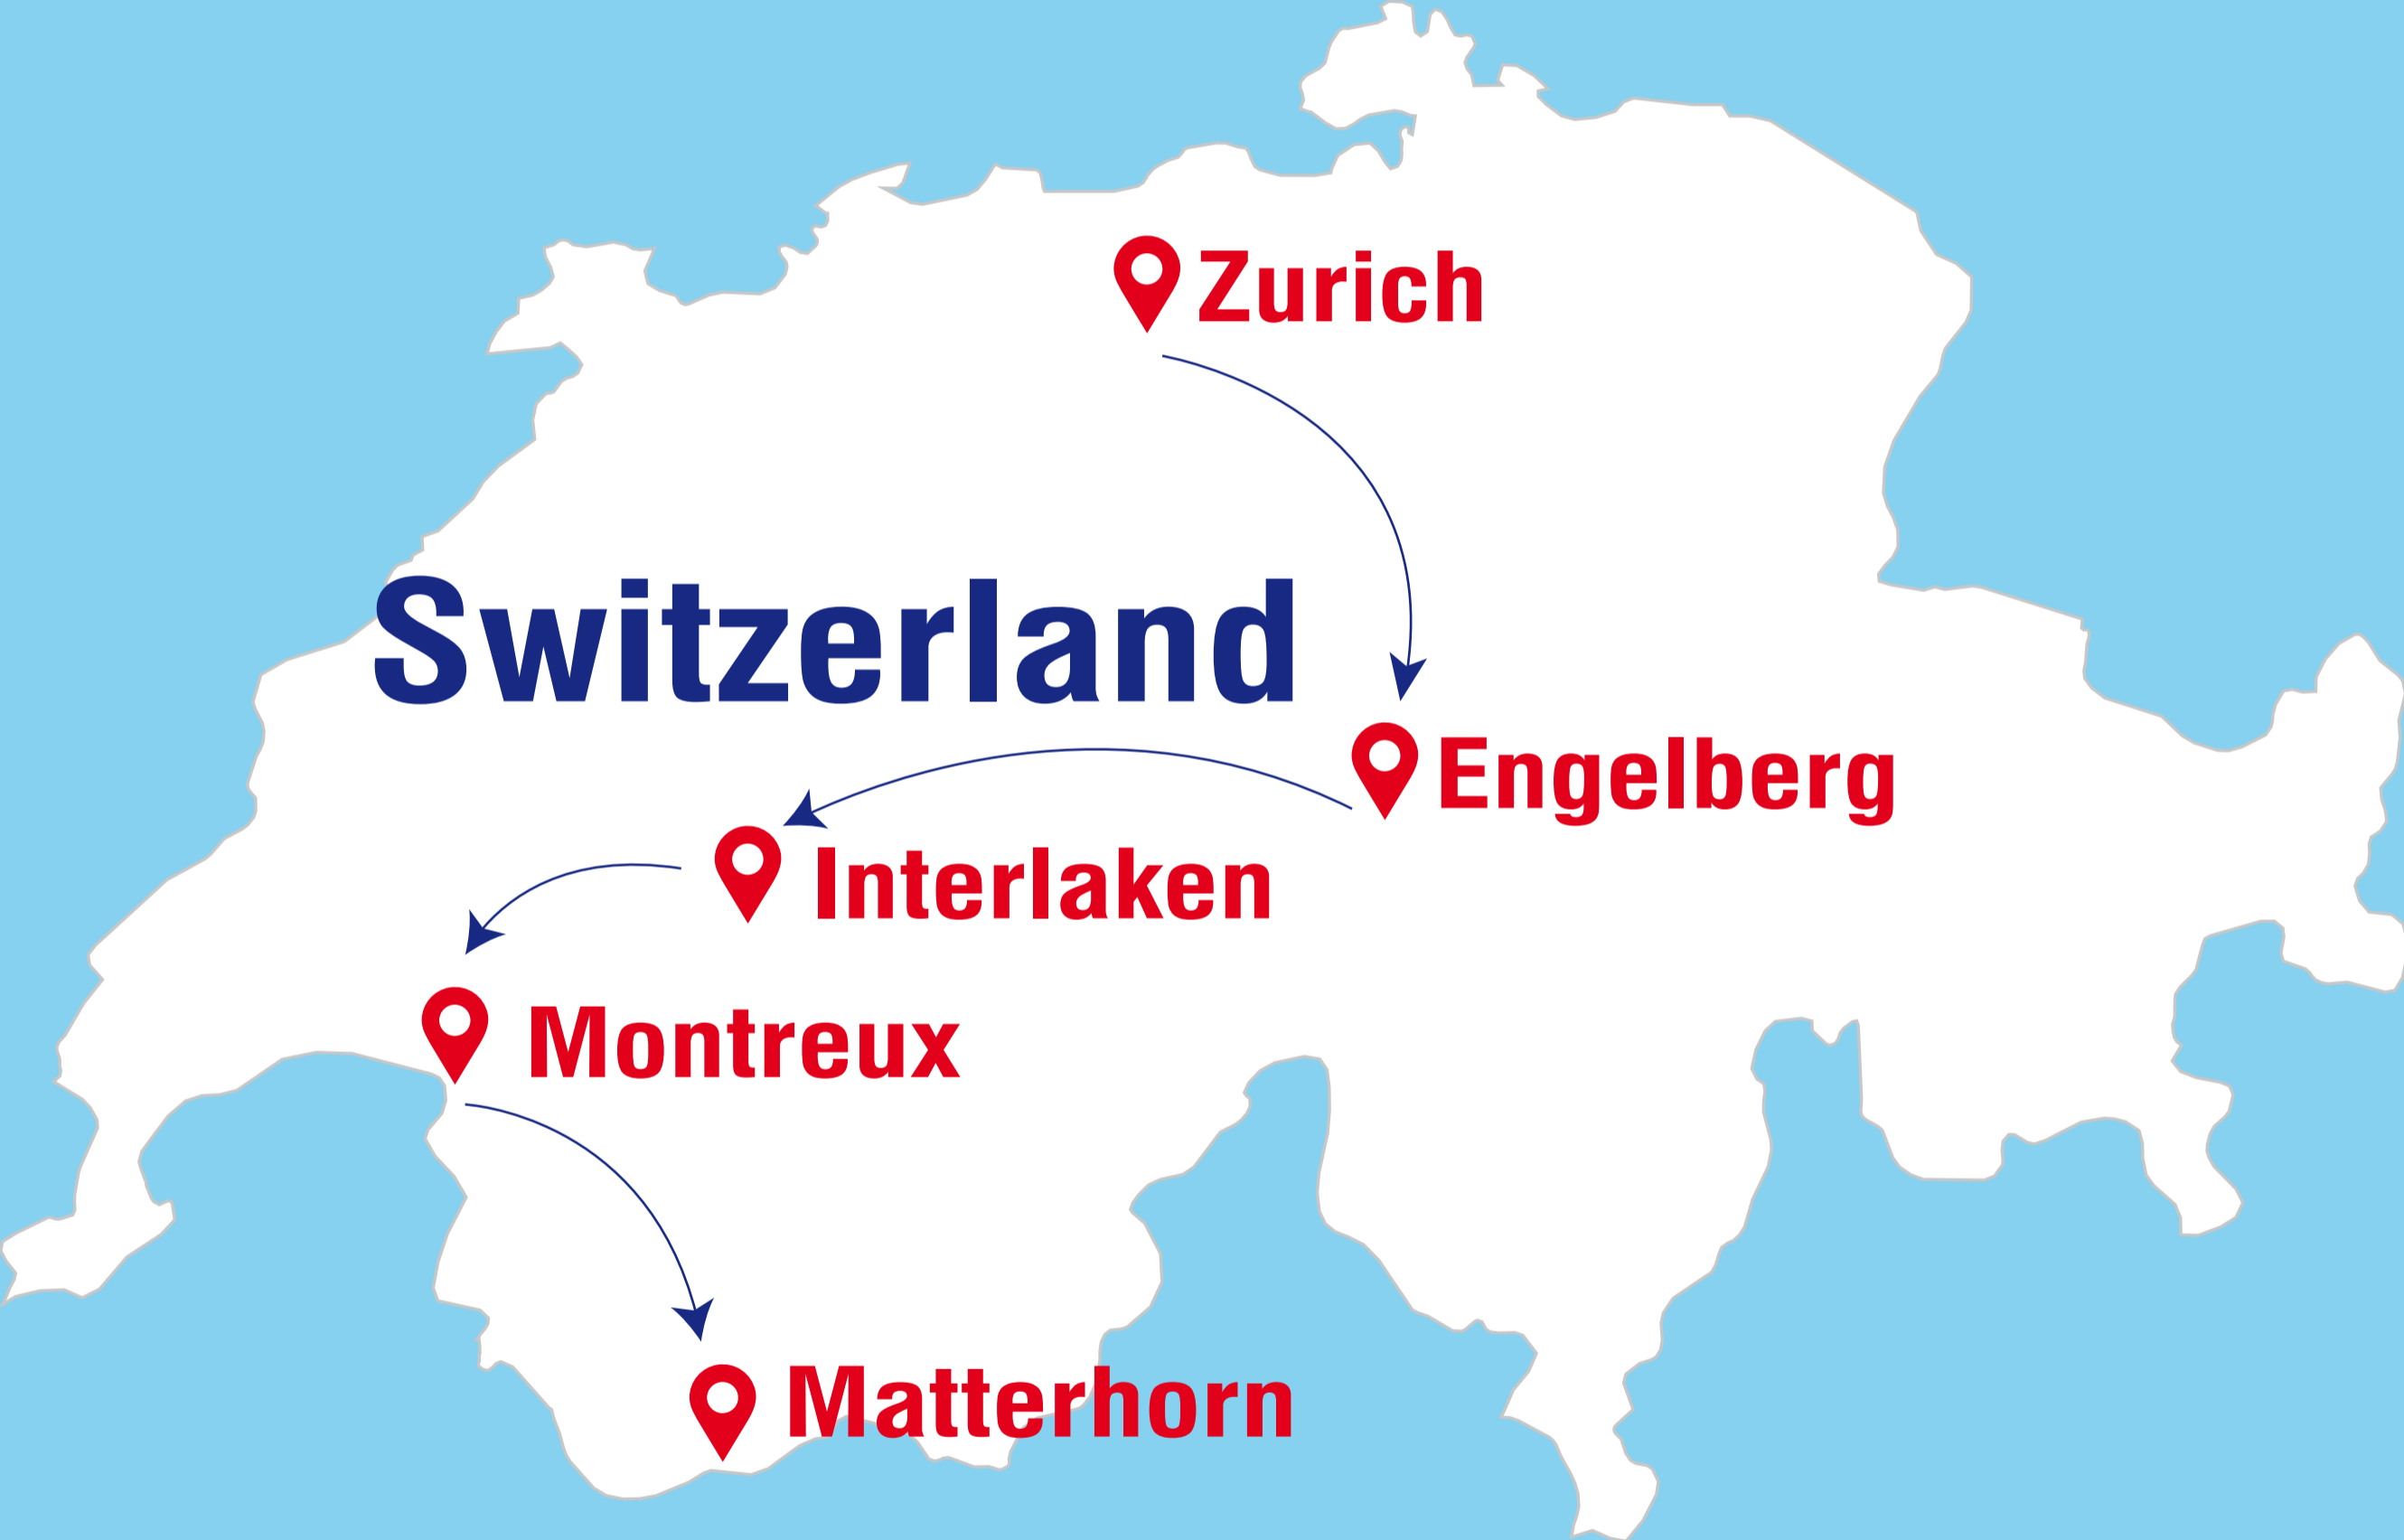 Zurich
Switzerland
Engelberg
Interlaken
Montreux
Matterhorn